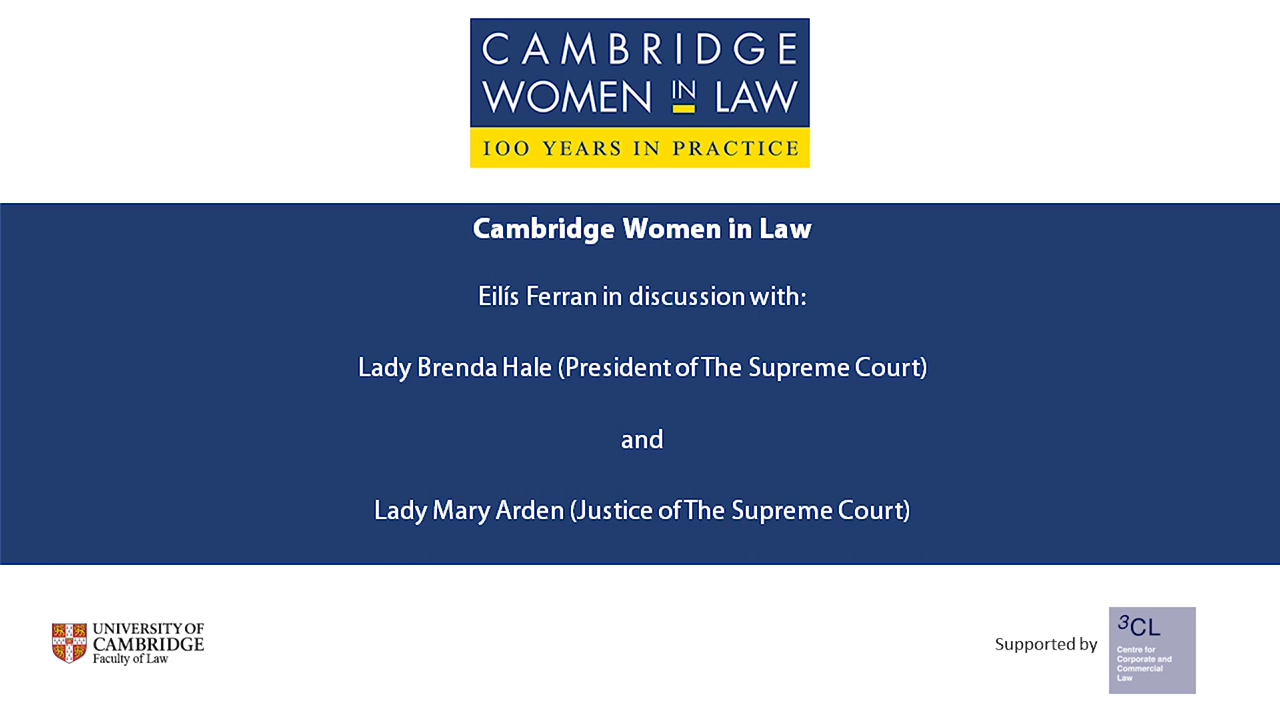 CAMBRIDGE
WOMEN IN LAW
100 YEARS IN PRACTICE
Cambridge Women in Law
Eilís Ferran in discussion with:
Lady Brenda Hale (President of The Supreme Court)
and
Lady Mary Arden (Justice of The Supreme Court)
UNIVERSITY OF
CAMBRIDGE
Faculty of Law
Supported by
3CL
Centre for
Corporate and
Commercial
Law